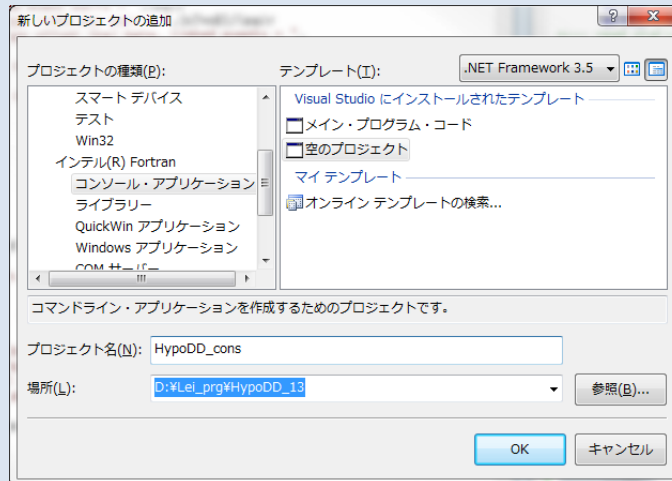 新しいプロジェクトの追加
プロジェクトの種類(P):
テンプレート(T):
.NET Framework 3.5
スマート デバイス
テスト
Win32
インテル(R) Fortran
コンソール・アプリケーション
ライブラリー
QuickWin アプリケーション
Windows アプリケーション
COM サーバー
Visual Studio にインストールされたテンプレート
メイン・プログラム・コード
空のプロジェクト
マイ テンプレート
オンライン テンプレートの検索...
コマンドライン・アプリケーションを作成するためのプロジェクトです。
プロジェクト名(N): HypoDD_cons
場所(L): D:¥Lei_prg¥HypoDD_13
参照(B)...
OK
キャンセル